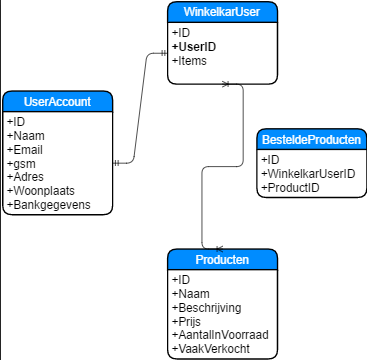 WinkelkarUser
+ID
+UserID
+Items
UserAccount
+ID
+Naam
+Email
+gsm
+Adres
+Woonplaats
+Bankgegevens
BesteldeProducten
+ID
+WinkelkarUserID
+ProductID
Producten
+ID
+Naam
+Beschrijving
+Prijs
+AantalInVoorraad
+VaakVerkocht